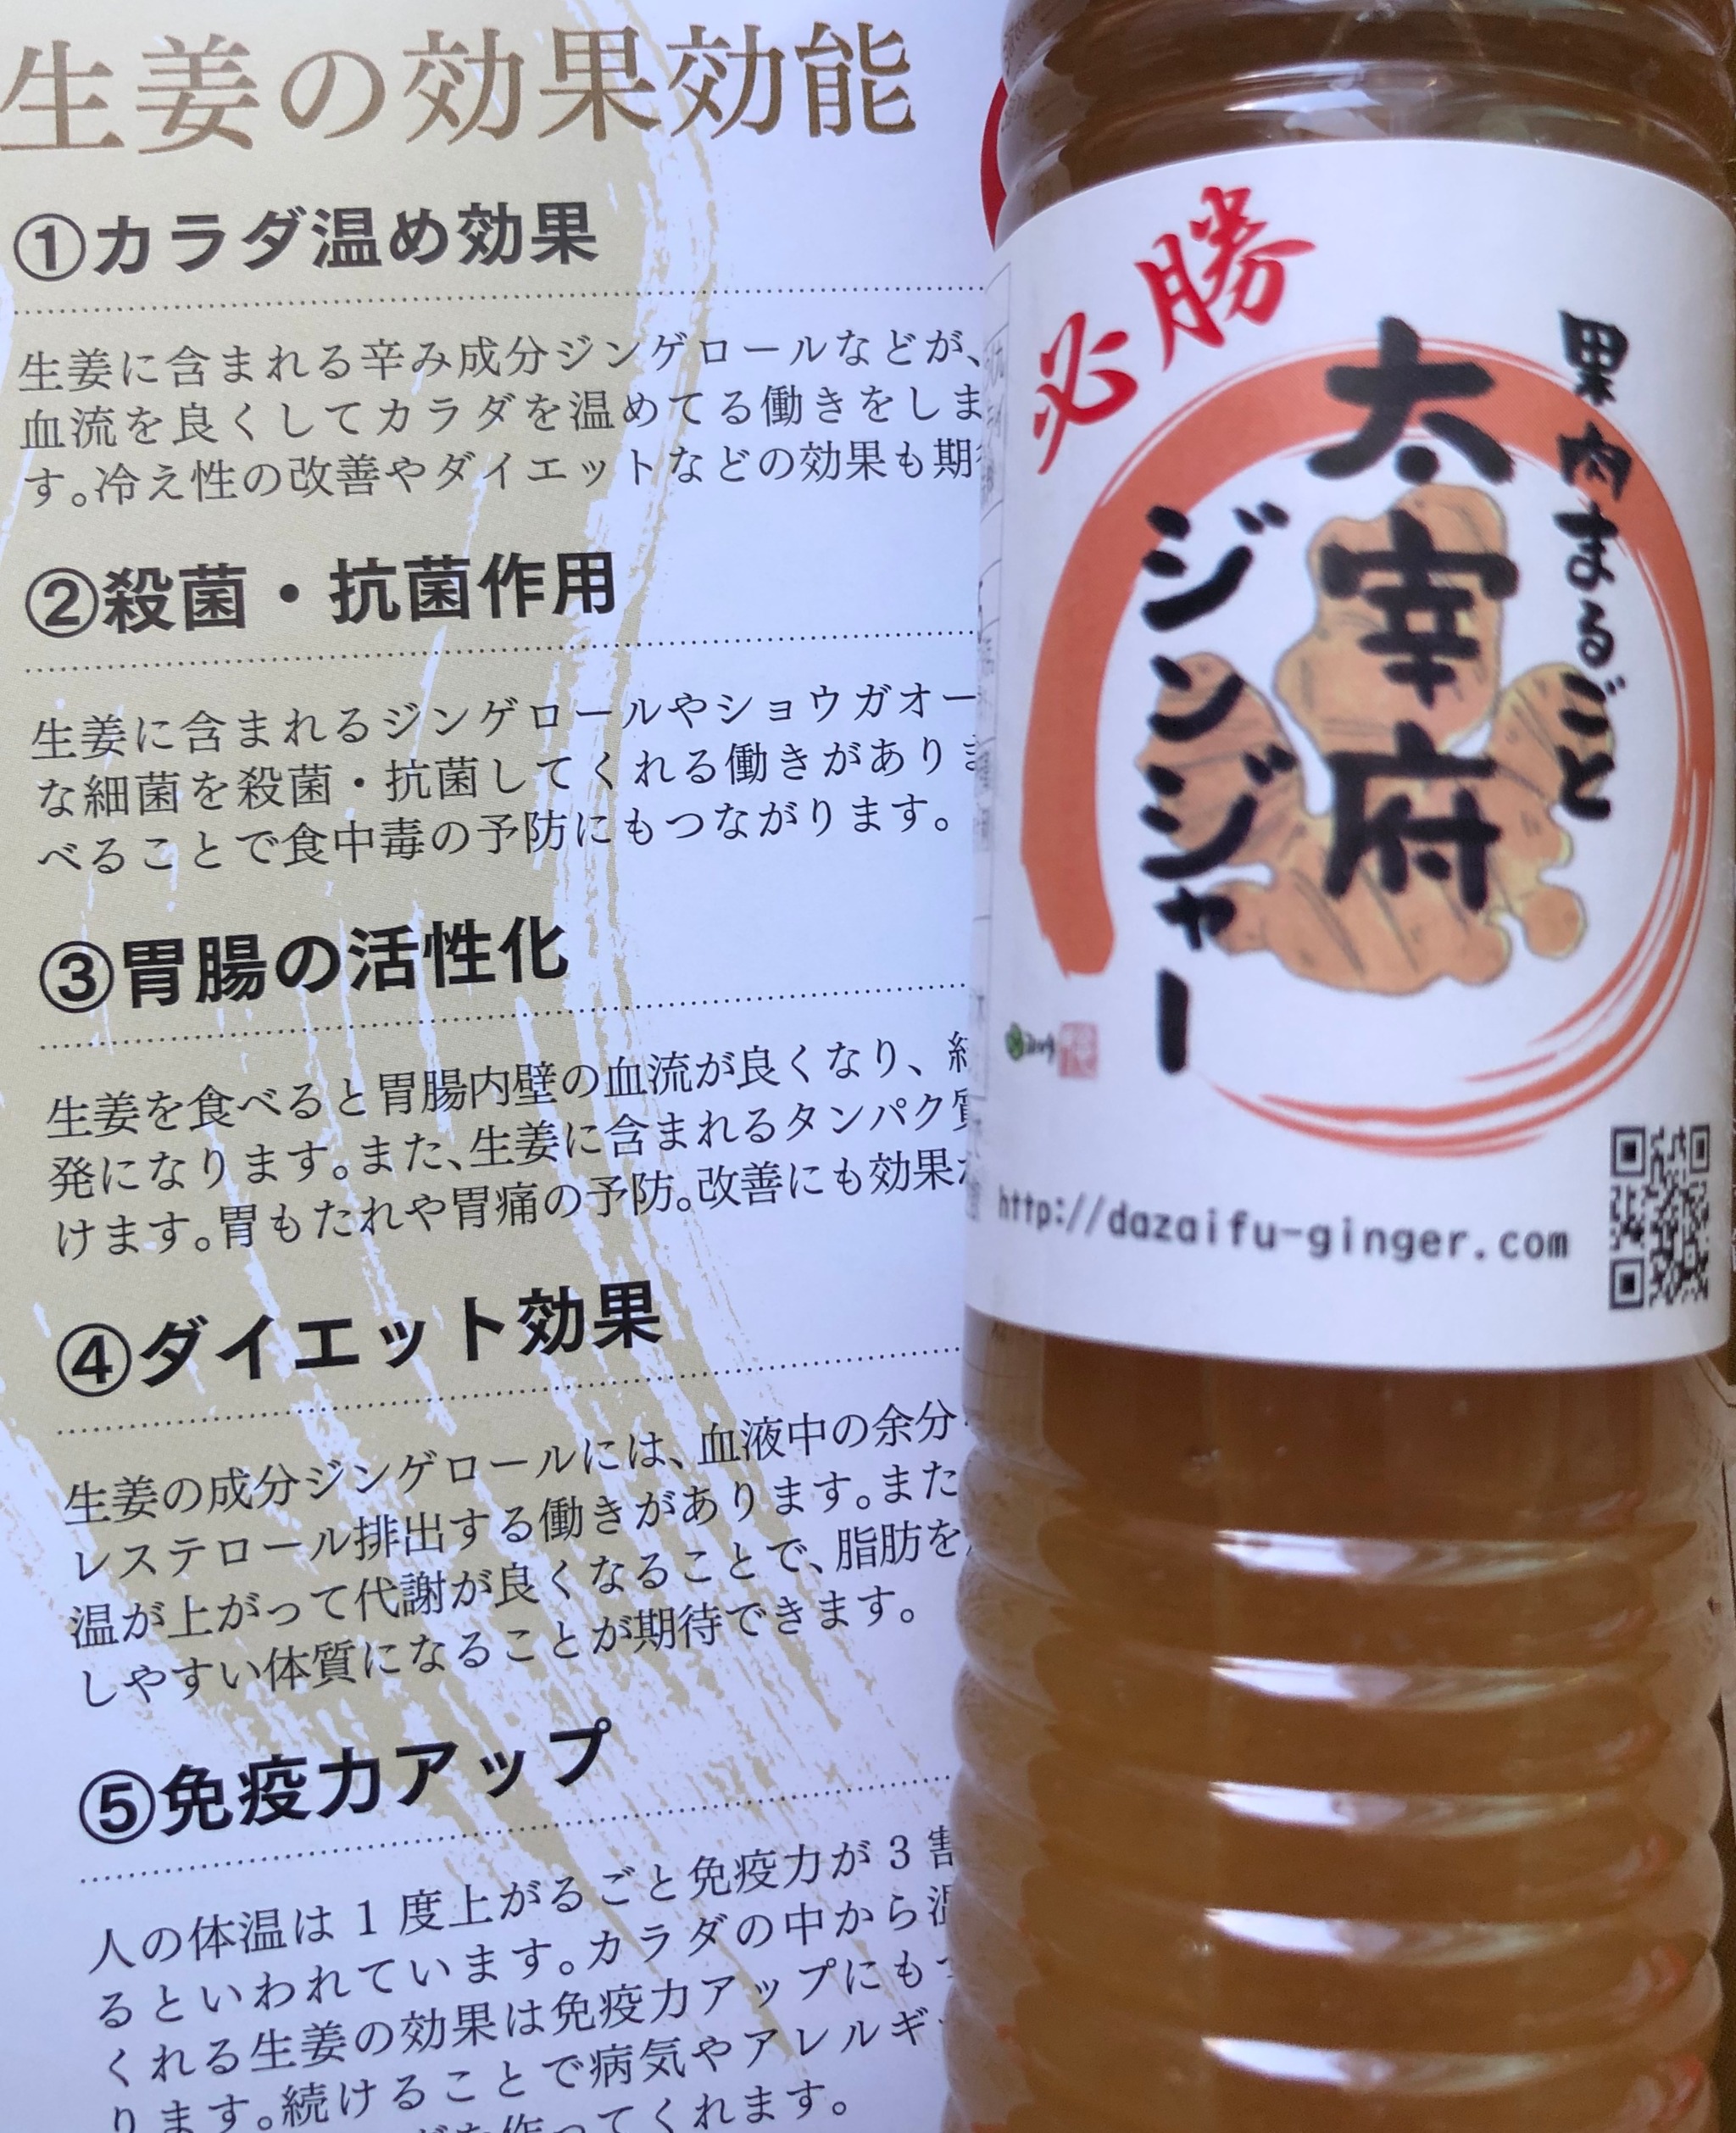 生姜の効果効能
①カラダ温め効果
生姜に含まれる辛み成分ジンゲロールなどが、
血流を良くしてカラダを温めてる働きをしま
す。冷え性の改善やダイエットなどの効果も期
②殺菌・抗菌作用
生姜に含まれるジンゲロールやショウガオー
な細菌を殺菌・抗菌してくれる働きがありま
べることで食中毒の予防にもつながります。
③胃腸の活性化
生姜を食べると胃腸内壁の血流が良くなり、
発になります。また、生姜に含まれるタンパク質
けます。胃もたれや胃痛の予防。改善にも効果
④ダイエット効果
生姜の成分ジンゲロールには、血液中の余分
レステロール排出する働きがあります。また
温が上がって代謝が良くなることで、脂肪を
しやすい体質になることが期待できます。
⑤免疫力アップ
人の体温は1度上がるごと免疫力が3割
るといわれています。カラダの中から温
くれる生姜の効果は免疫力アップにも
ります。続けることで病気やアレルギ
を作ってくれます。
必勝
果肉まるごと
太宰府
ジンジャー
http://dazaifu-ginger.com